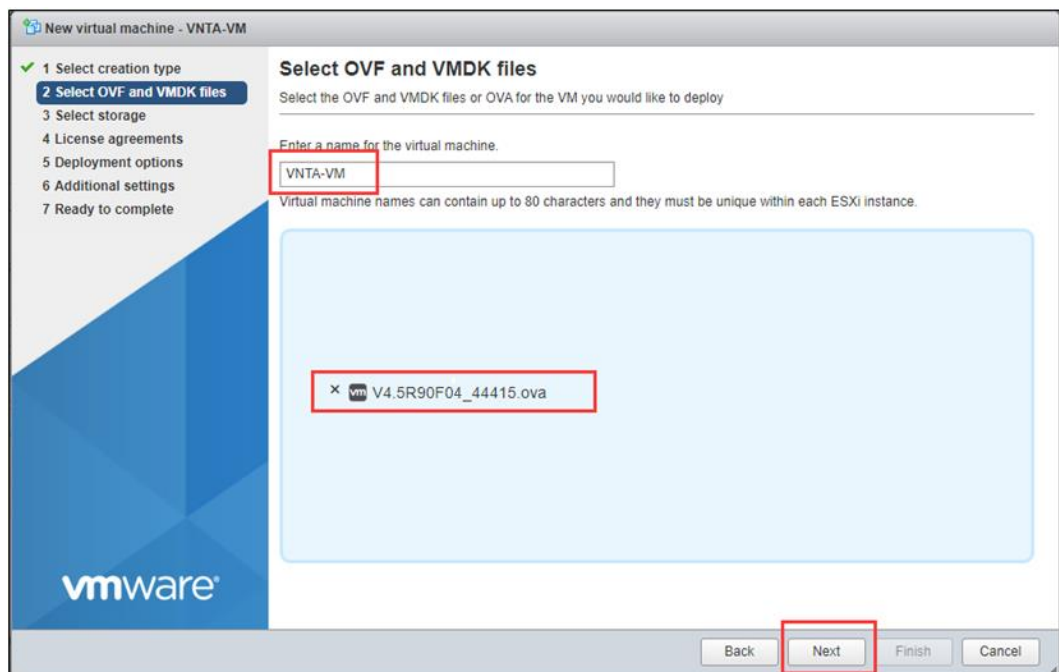 New virtual machine - VNTA-VM
1 Select creation type
2 Select OVF and VMDK files
3 Select storage
4 License agreements
5 Deployment options
6 Additional settings
7 Ready to complete
Select OVF and VMDK files
Select the OVF and VMDK files or OVA for the VM you would like to deploy
Enter a name for the virtual machine.
VNTA-VM
Virtual machine names can contain up to 80 characters and they must be unique within each ESXi instance.
× vm V4.5R90F04_44415.ova
vmware®
Back Next Finish Cancel